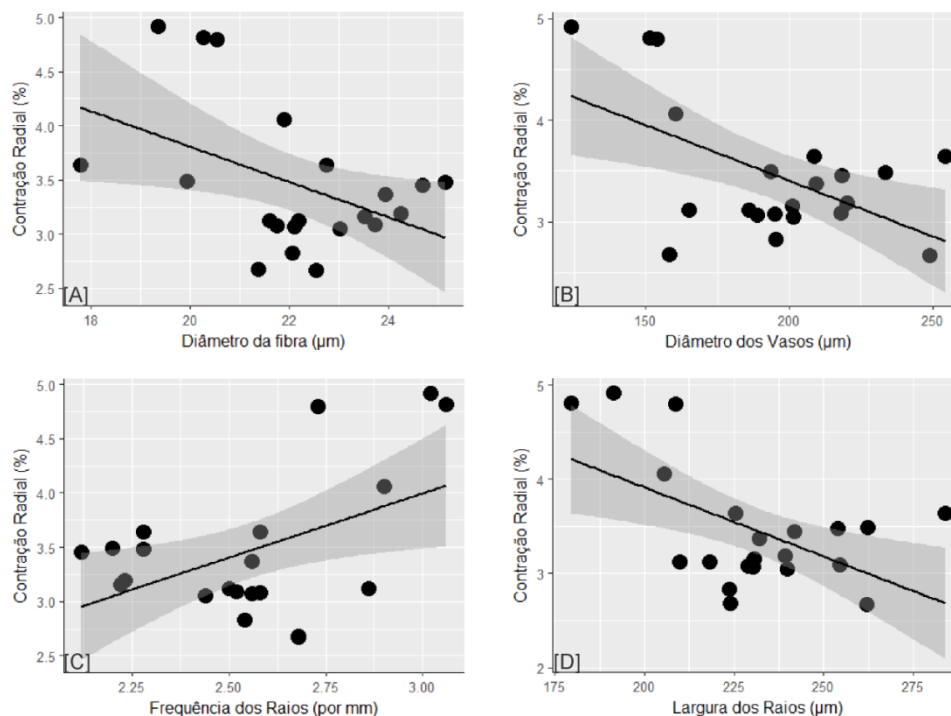 Contração Radial (%)
5.0
4.5
4.0
3.5
3.0
2.5
[A]
18 20 22 24
Diâmetro da fibra (µm)
Contração Radial (%)
5
4
3
2
[B]
150 200 250
Diâmetro dos Vasos (µm)
Contração Radial (%)
5.0
4.5
4.0
3.5
3.0
2.5
[C]
2.25 2.50 2.75 3.00
Frequência dos Raios (por mm)
Contração Radial (%)
5
4
3
2
[D]
175 200 225 250 275
Largura dos Raios (µm)